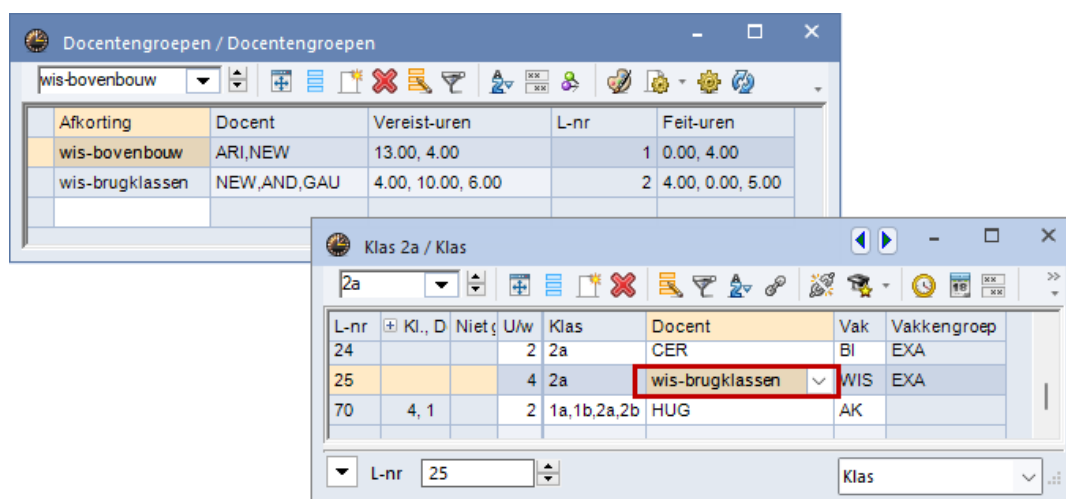 Docentengroepen / Docentengroepen
wis-bovenbouw
Afkorting Docent Vereist-uren L-nr Feit-uren
wis-bovenbouw ARI,NEW 13.00, 4.00 1 0.00, 4.00
wis-brugklassen NEW,AND,GAU 4.00, 10.00, 6.00 2 4.00, 0.00, 5.00
Klas 2a / Klas
2a
L-nr Kl., D Niet g U/w Klas Docent Vak Vakkengroep
24 2 2a CER BI EXA
25 4 2a wis-brugklassen WIS EXA
70 4, 1 2 1a,1b,2a,2b HUG AK
L-nr 25 Klas